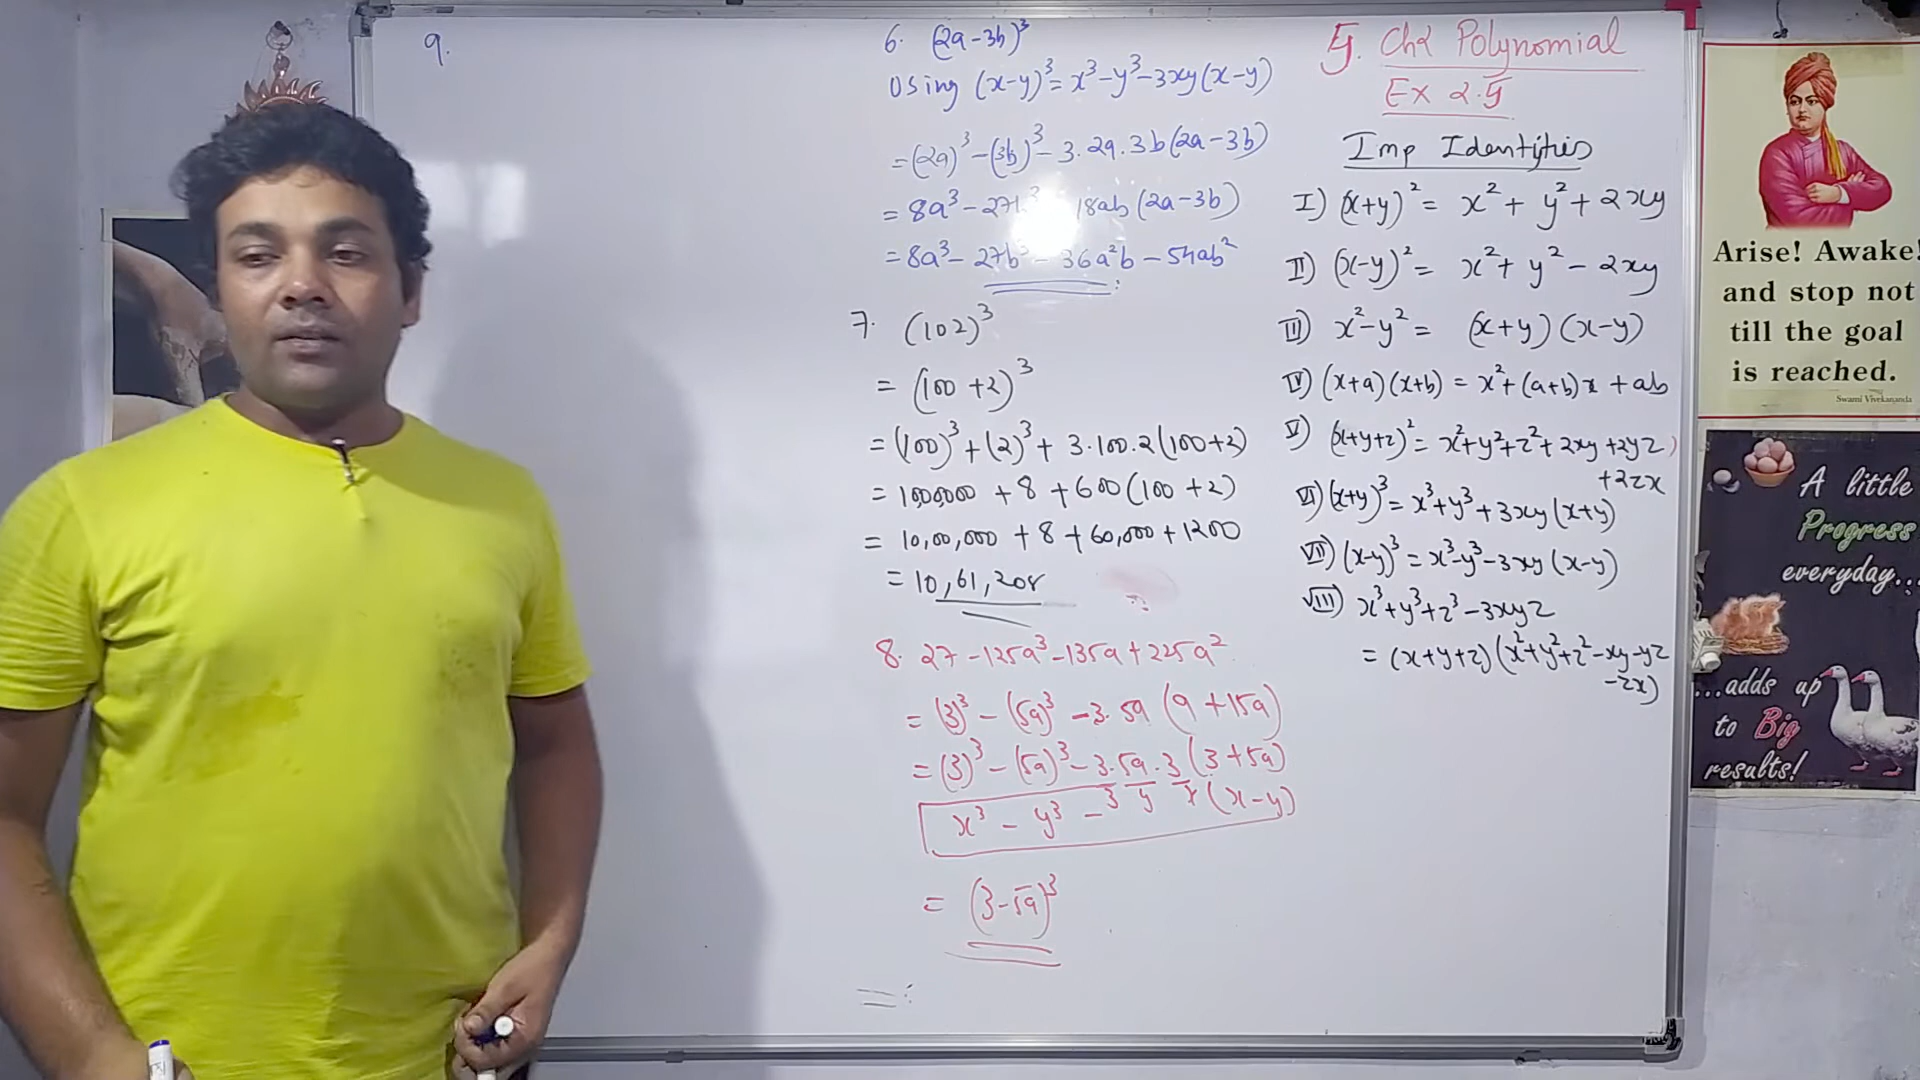 9.
6. (2a-3b)³
Using (x-y)³ = x³-y³-3xy(x-y)
= (2a)³ - (3b)³ - 3.2a.3b(2a-3b)
= 8a³ - 27b³ 18ab (2a-3b)
= 8a³ - 27b³ - 36a²b - 54ab²
7. (102)³
= (100+2)³
= (100)³ + (2)³ + 3.100.2(100+2)
= 1000000 + 8 + 600(100+2)
= 10,00,000 + 8 + 60,000 + 1200
= 10,61,208
8. 27 - 125a³ - 135a + 225a²
= (3)³ - (5a)³ - 3.5a (9+15a)
= (3)³ - (5a)³ - 3.5a.3 (3+5a)
x³ - y³ - 3 y x (x-y)
= (3-5a)³
Ch2 Polynomial
Ex 2.5
Imp Identities
I) (x+y)² = x² + y² + 2xy
II) (x-y)² = x² + y² - 2xy
III) x²-y² = (x+y)(x-y)
IV) (x+a)(x+b) = x²+(a+b)x + ab
V) (x+y+z)² = x²+y²+z²+2xy+2yz
+2zx
VI) (x+y)³ = x³+y³+3xy(x+y)
VII) (x-y)³ = x³-y³-3xy(x-y)
VIII) x³+y³+z³-3xyz
= (x+y+z)(x²+y²+z²-xy-yz
-zx)
Arise! Awake!
and stop not
till the goal
is reached.
Swami Vivekananda
A little
Progress
everyday...
...adds up
to Big
results!